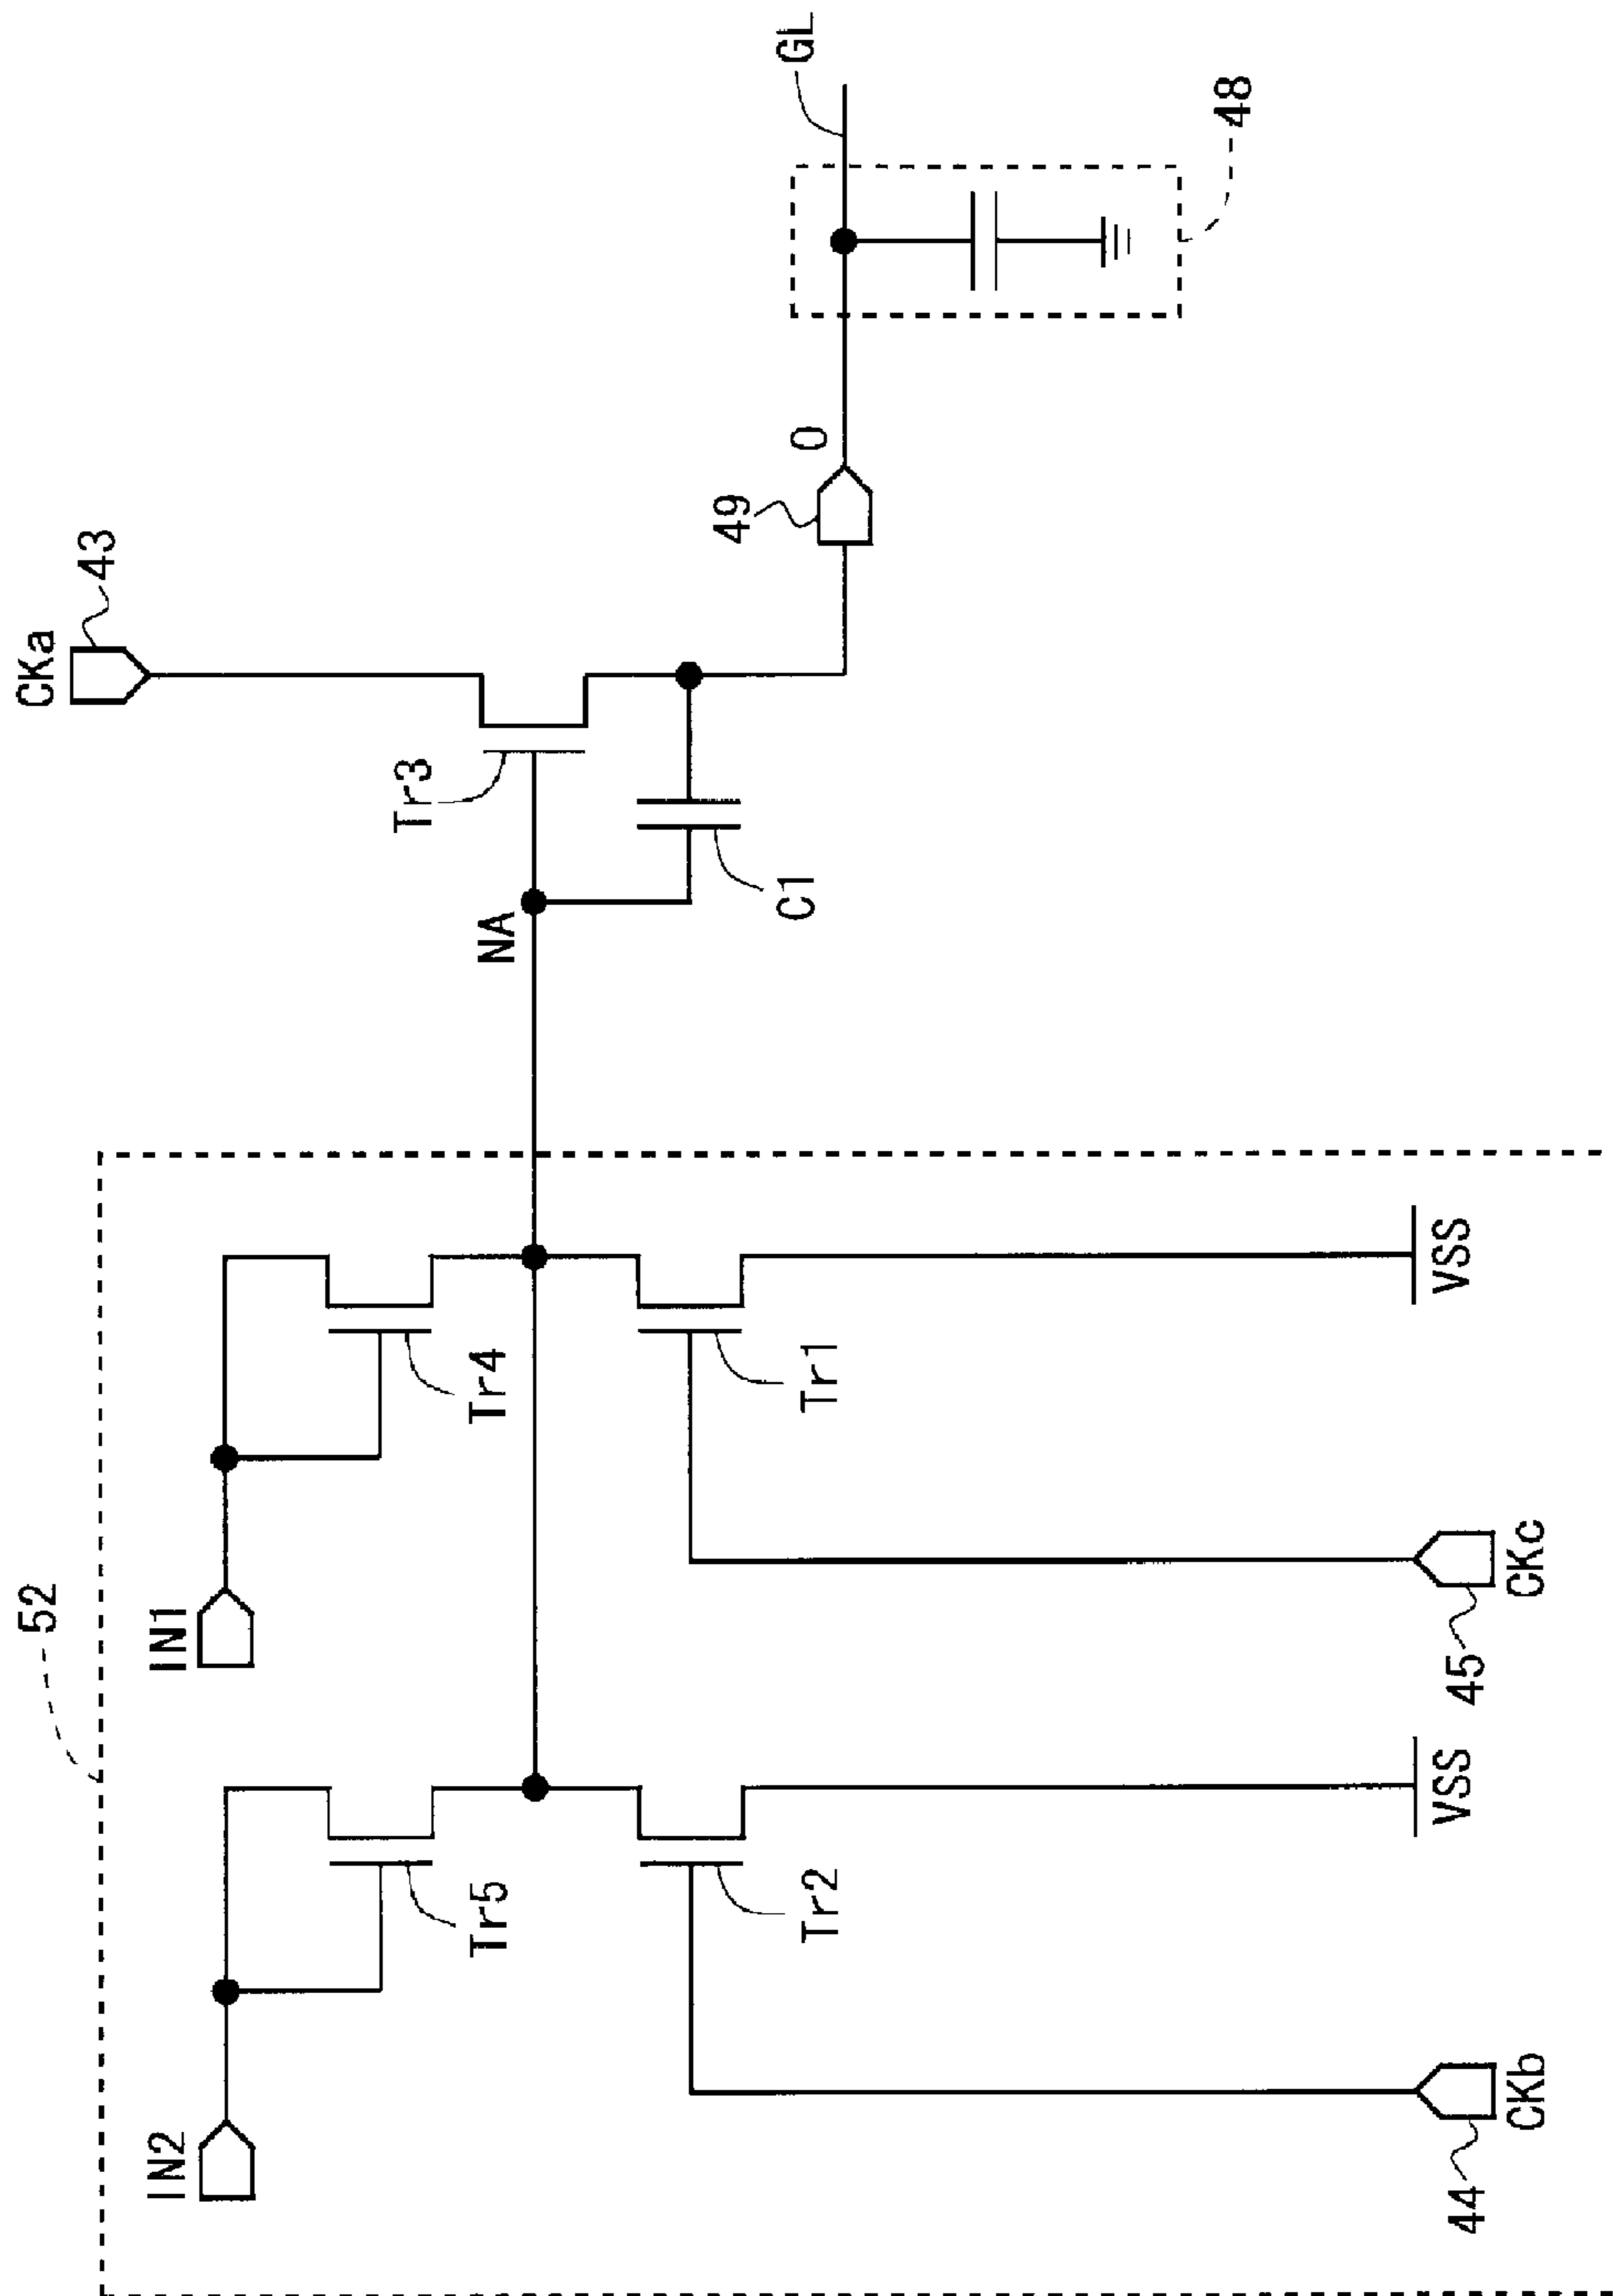 CKa
43
Tr3
NA
C1
49
O
GL
48
52
IN1
Tr4
Tr1
VSS
45
CKc
IN2
Tr5
Tr2
VSS
44
CKb